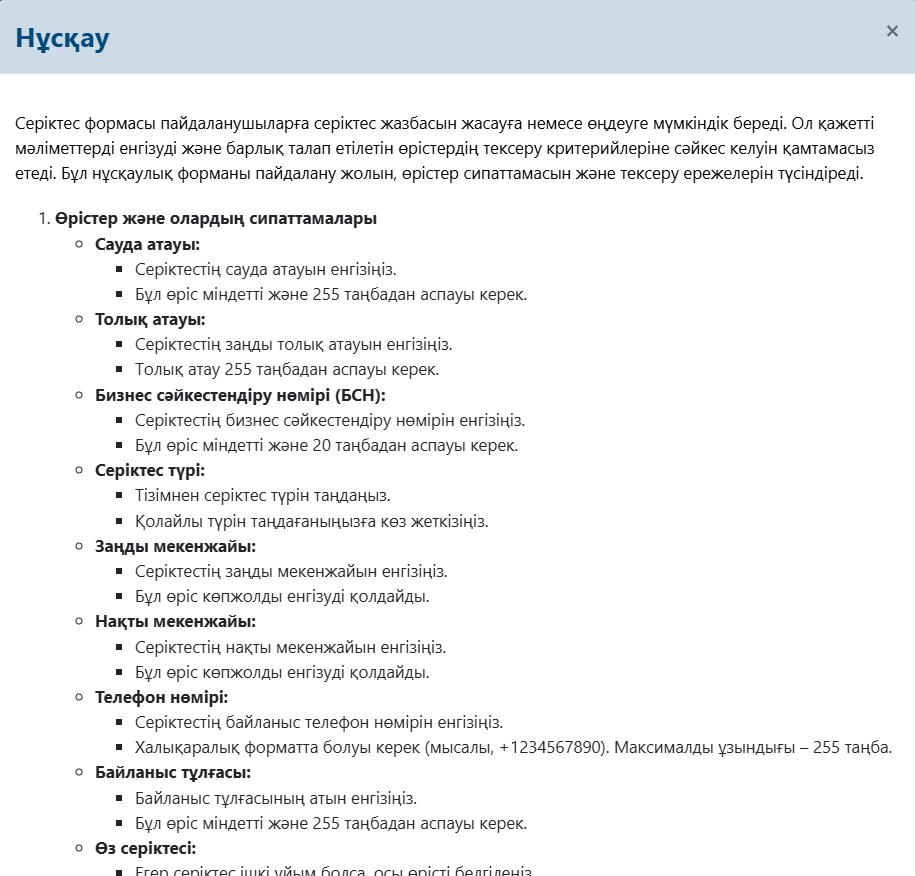 Нұсқау
×
Серіктес формасы пайдаланушыларға серіктес жазбасын жасауға немесе өңдеуге мүмкіндік береді. Ол қажетті
мәліметтерді енгізуді және барлық талап етілетін өрістердің тексеру критерийлеріне сәйкес келуін қамтамасыз
етеді. Бұл нұсқаулық форманы пайдалану жолын, өрістер сипаттамасын және тексеру ережелерін түсіндіреді.
1. Өрістер және олардың сипаттамалары
Сауда атауы:
Серіктестің сауда атауын енгізіңіз.
Бұл өріс міндетті және 255 таңбадан аспауы керек.
Толық атауы:
Серіктестің заңды толық атауын енгізіңіз.
Толық атау 255 таңбадан аспауы керек.
Бизнес сәйкестендіру нөмірі (БСН):
Серіктестің бизнес сәйкестендіру нөмірін енгізіңіз.
Бұл өріс міндетті және 20 таңбадан аспауы керек.
Серіктес түрі:
Тізімнен серіктес түрін таңдаңыз.
Қолайлы түрін таңдағаныңызға көз жеткізіңіз.
Заңды мекенжайы:
Серіктестің заңды мекенжайын енгізіңіз.
Бұл өріс көпжолды енгізуді қолдайды.
Нақты мекенжайы:
Серіктестің нақты мекенжайын енгізіңіз.
Бұл өріс көпжолды енгізуді қолдайды.
Телефон нөмірі:
Серіктестің байланыс телефон нөмірін енгізіңіз.
Халықаралық форматта болуы керек (мысалы, +1234567890). Максималды ұзындығы – 255 таңба.
Байланыс тұлғасы:
Байланыс тұлғасының атын енгізіңіз.
Бұл өріс міндетті және 255 таңбадан аспауы керек.
Өз серіктесі:
Егер серіктес ішкі ұйым болса, осы өрісті белгілеңіз.